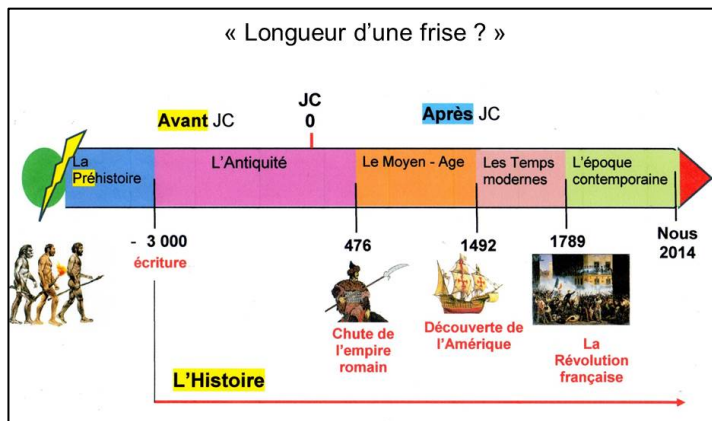 « Longueur d'une frise ? »
JC
0
Avant JC
Après JC
La
Préhistoire
L'Antiquité
Le Moyen - Age
Les Temps
modernes
L'époque
contemporaine
- 3 000
écriture
476
1492
1789
Nous
2014
Chute de
l'empire
romain
Découverte de
l'Amérique
La
Révolution
française
L'Histoire